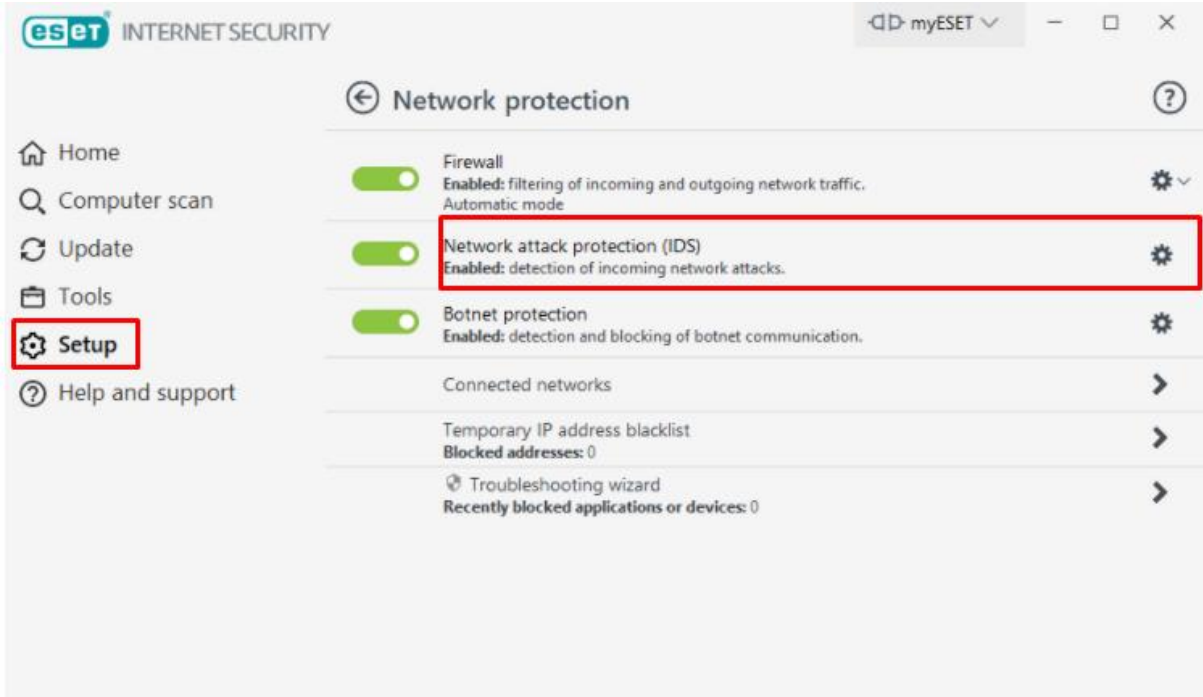 eset INTERNET SECURITY
myESET
Network protection
Home
Computer scan
Update
Tools
Setup
Help and support
Firewall
Enabled: filtering of incoming and outgoing network traffic.
Automatic mode
Network attack protection (IDS)
Enabled: detection of incoming network attacks.
Botnet protection
Enabled: detection and blocking of botnet communication.
Connected networks
Temporary IP address blacklist
Blocked addresses: 0
Troubleshooting wizard
Recently blocked applications or devices: 0